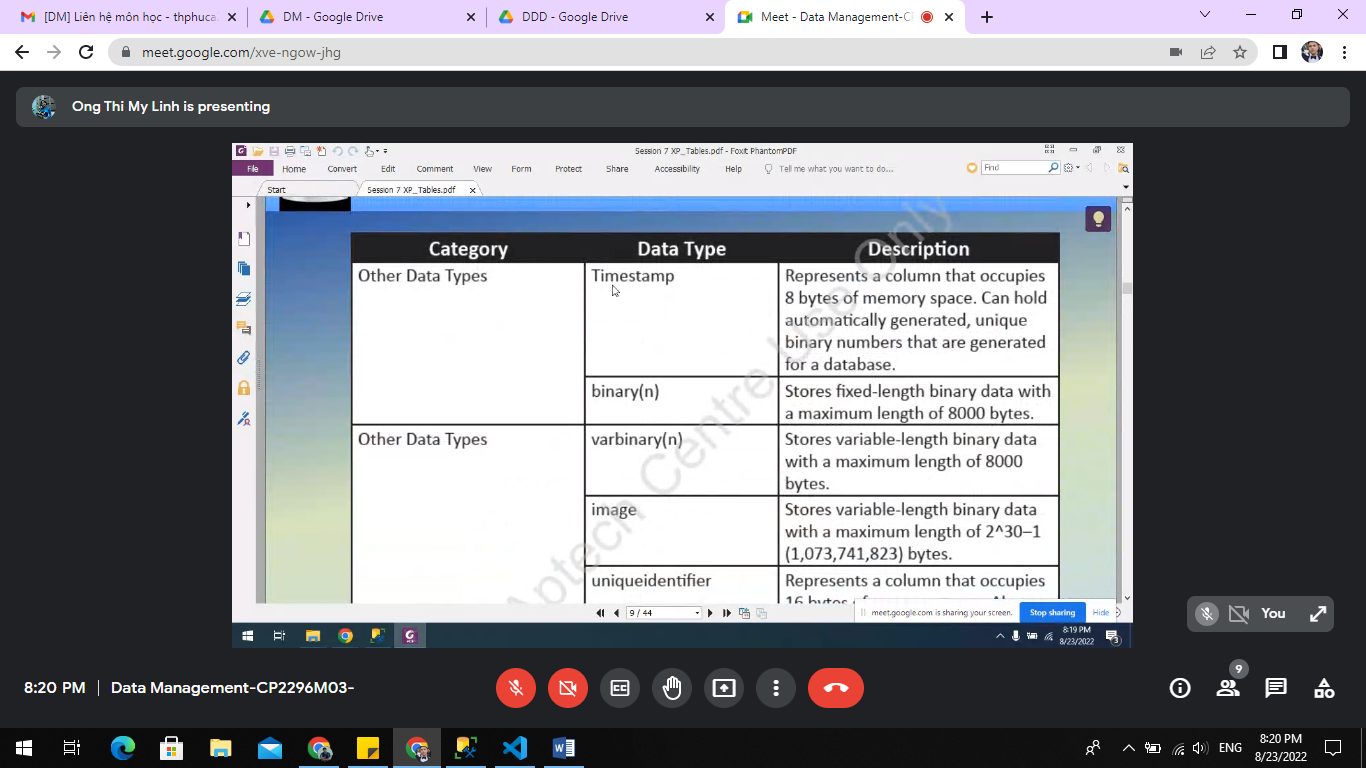 [DM] Liên hệ môn học - thphuca
DM - Google Drive
DDD - Google Drive
Meet - Data Management-C
meet.google.com/xve-ngow-jhg
Ong Thi My Linh is presenting
Session 7 XP_Tables.pdf - Foxit PhantomPDF
File Home Convert Edit Comment View Form Protect Share Accessibility Help Tell me what you want to do... Find
Start Session 7 XP_Tables.pdf
Category Data Type Description
Other Data Types Timestamp Represents a column that occupies
8 bytes of memory space. Can hold
automatically generated, unique
binary numbers that are generated
for a database.
binary(n) Stores fixed-length binary data with
a maximum length of 8000 bytes.
Other Data Types varbinary(n) Stores variable-length binary data
with a maximum length of 8000
bytes.
image Stores variable-length binary data
with a maximum length of 2^30–1
(1,073,741,823) bytes.
uniqueidentifier Represents a column that occupies
16 bytes
Aptech Centre Use Only
9 / 44
meet.google.com is sharing your screen. Stop sharing Hide
8:19 PM
8/23/2022
3
You
9
8:20 PM | Data Management-CP2296M03-
ENG
8:20 PM
8/23/2022